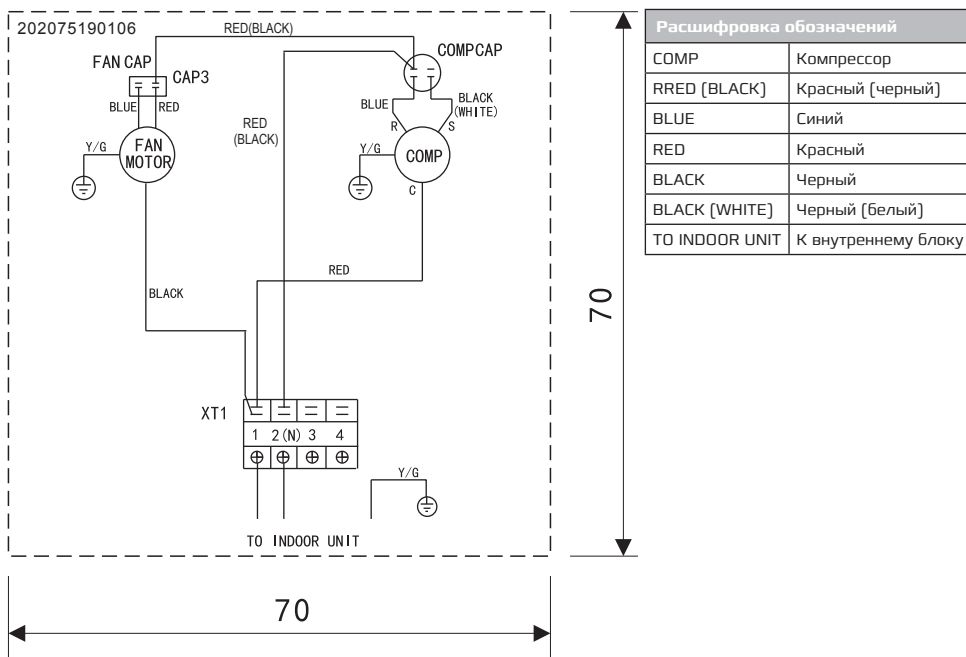 202075190106
RED(BLACK)
FAN CAP
CAP3
COMPCAP
BLUE
RED
RED
(BLACK)
BLUE
BLACK
(WHITE)
R
S
Y/G
FAN
MOTOR
Y/G
COMP
C
RED
BLACK
XT1
1 2(N) 3 4
Y/G
TO INDOOR UNIT
70
70
Расшифровка обозначений
COMP Компрессор
RRED (BLACK) Красный (черный)
BLUE Синий
RED Красный
BLACK Черный
BLACK (WHITE) Черный (белый)
TO INDOOR UNIT К внутреннему блоку